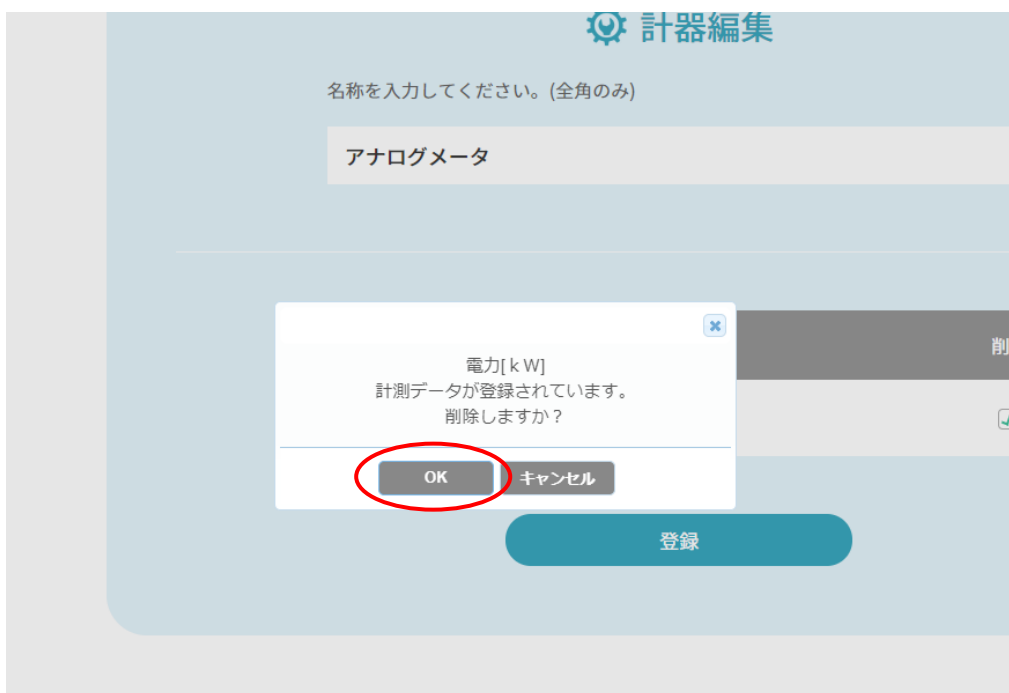 計器編集
名称を入力してください。(全角のみ)
アナログメータ
削
電力[ｋW]
計測データが登録されています。
削除しますか？
OK キャンセル
登録